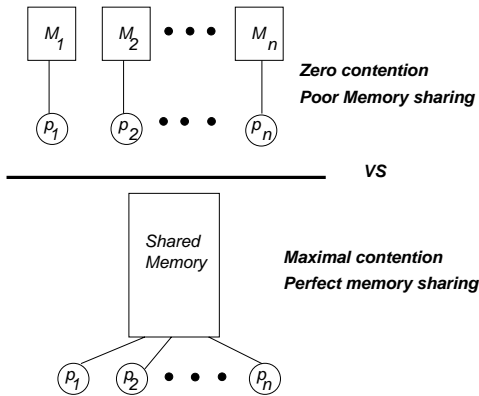 M1 M2 • • • Mn
Zero contention
Poor Memory sharing
p1 p2 • • • pn
VS
Shared
Memory
Maximal contention
Perfect memory sharing
p1 p2 • • • pn